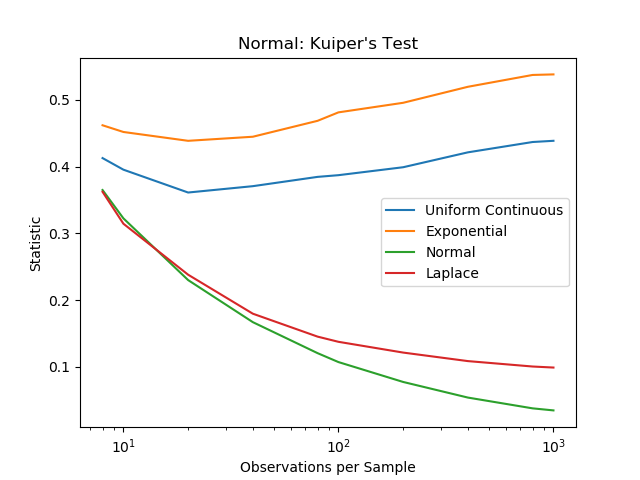 Normal: Kuiper's Test
Statistic
0.5
0.4
0.3
0.2
0.1
Uniform Continuous
Exponential
Normal
Laplace
10¹ 10² 10³
Observations per Sample